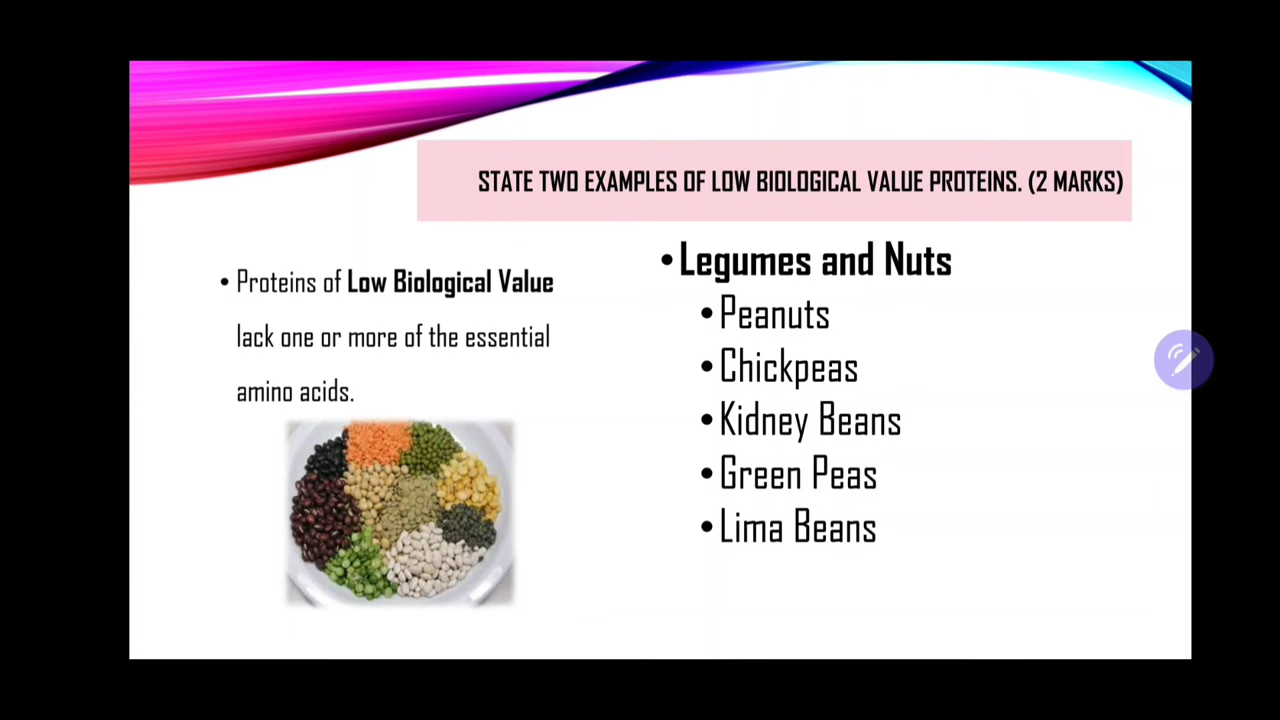 STATE TWO EXAMPLES OF LOW BIOLOGICAL VALUE PROTEINS. (2 MARKS)
• Proteins of Low Biological Value
lack one or more of the essential
amino acids.
• Legumes and Nuts
• Peanuts
• Chickpeas
• Kidney Beans
• Green Peas
• Lima Beans